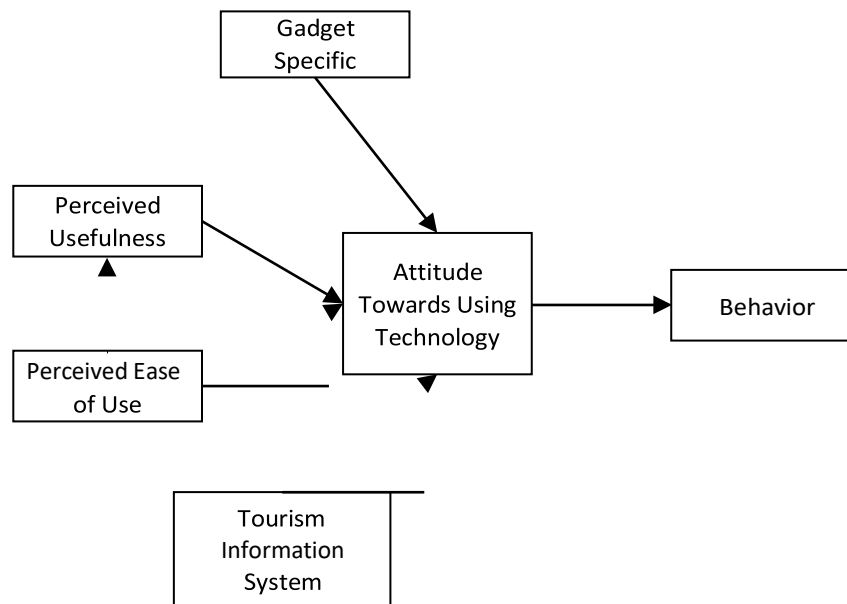 Gadget
Specific
Perceived
Usefulness
Attitude
Towards Using
Technology
Behavior
Perceived Ease
of Use
Tourism
Information
System